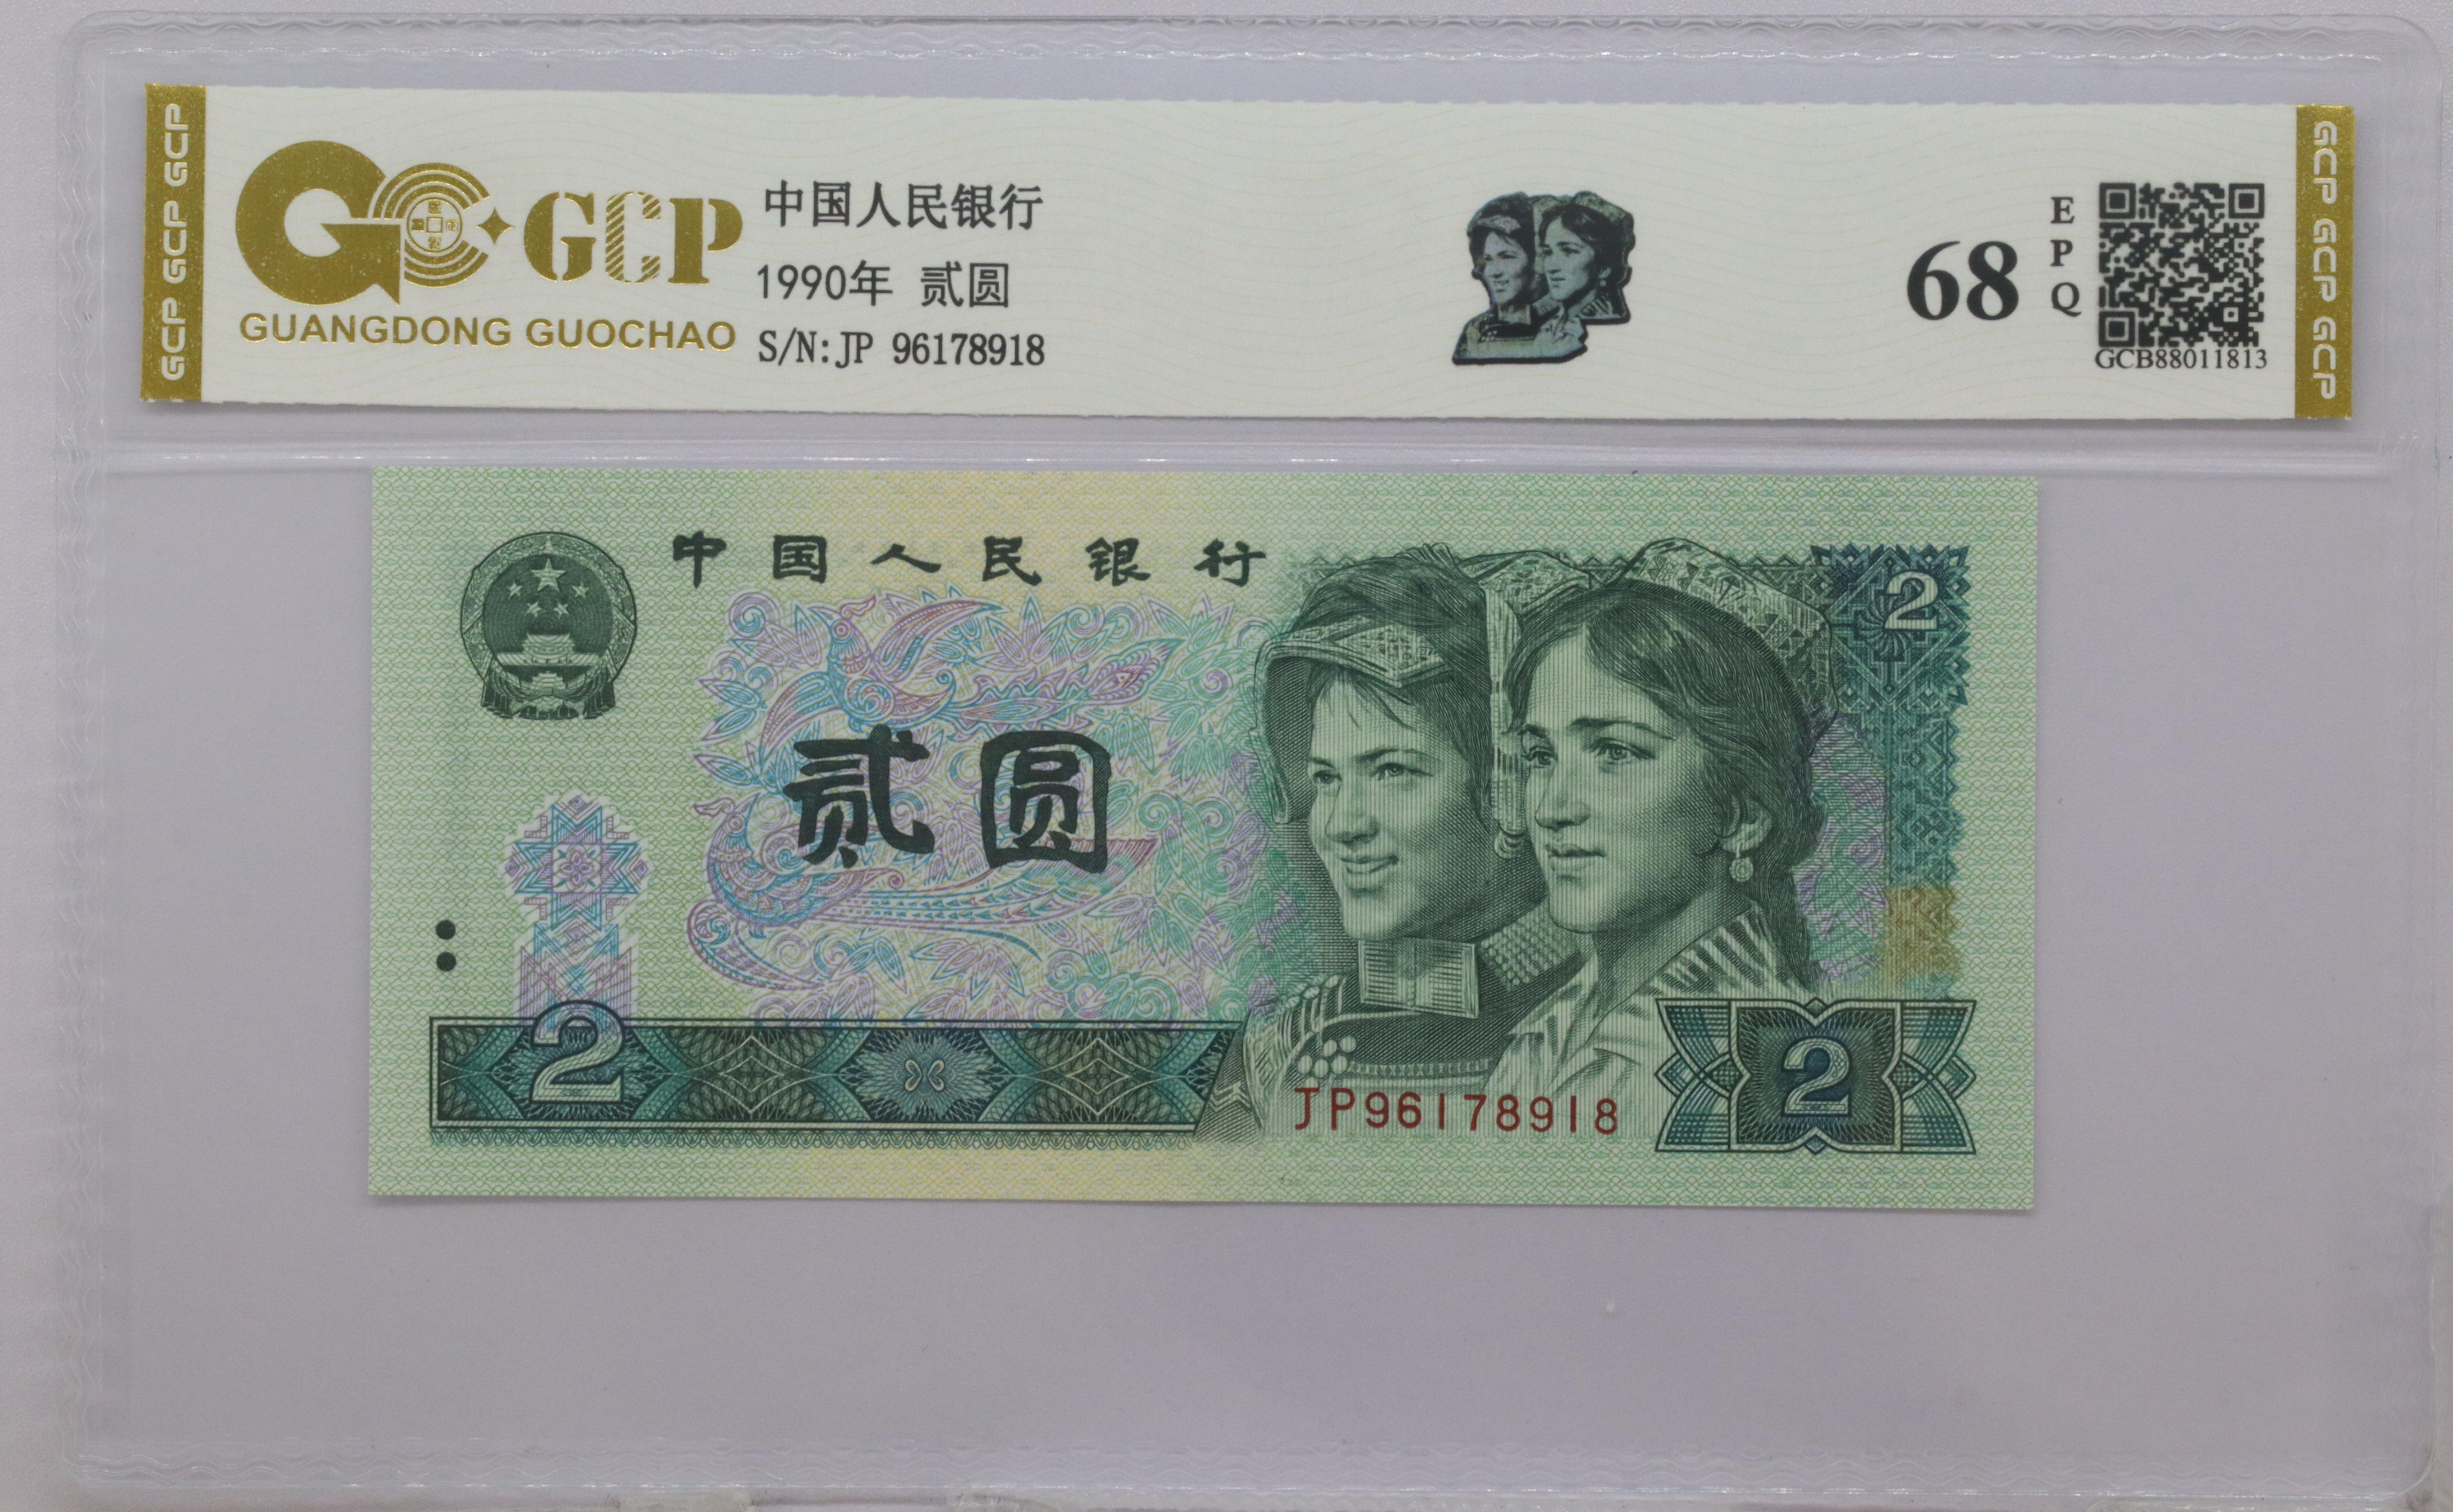 GCP GCP GCP
GCP
GUANGDONG GUOCHAO
中国人民银行
1990年 贰圆
S/N:JP 96178918
68
EPQ
GCB88011813
GCP GCP GCP
中国人民银行
2
贰圆
2
JP96178918
2